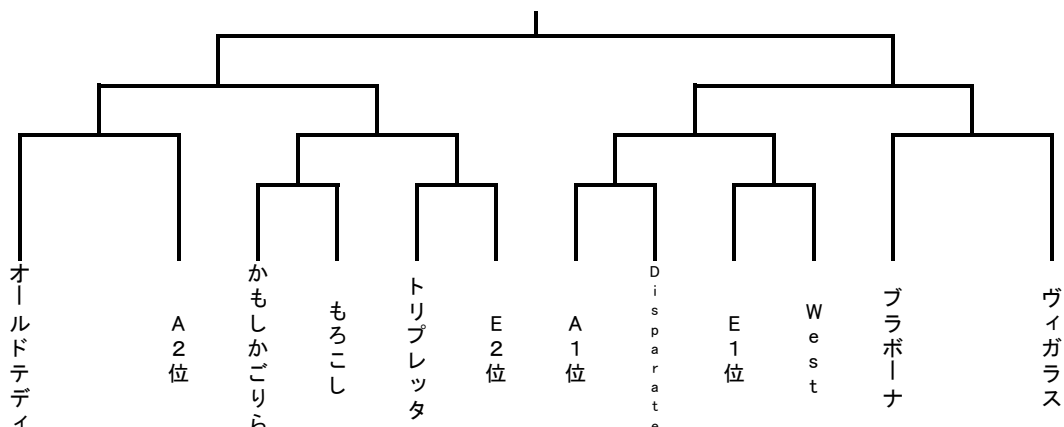 オールドテディ
A2位
かもしかごりら
もろこし
トリプレッタ
E2位
A1位
Disparate
E1位
West
ブラボーナ
ヴィガラス